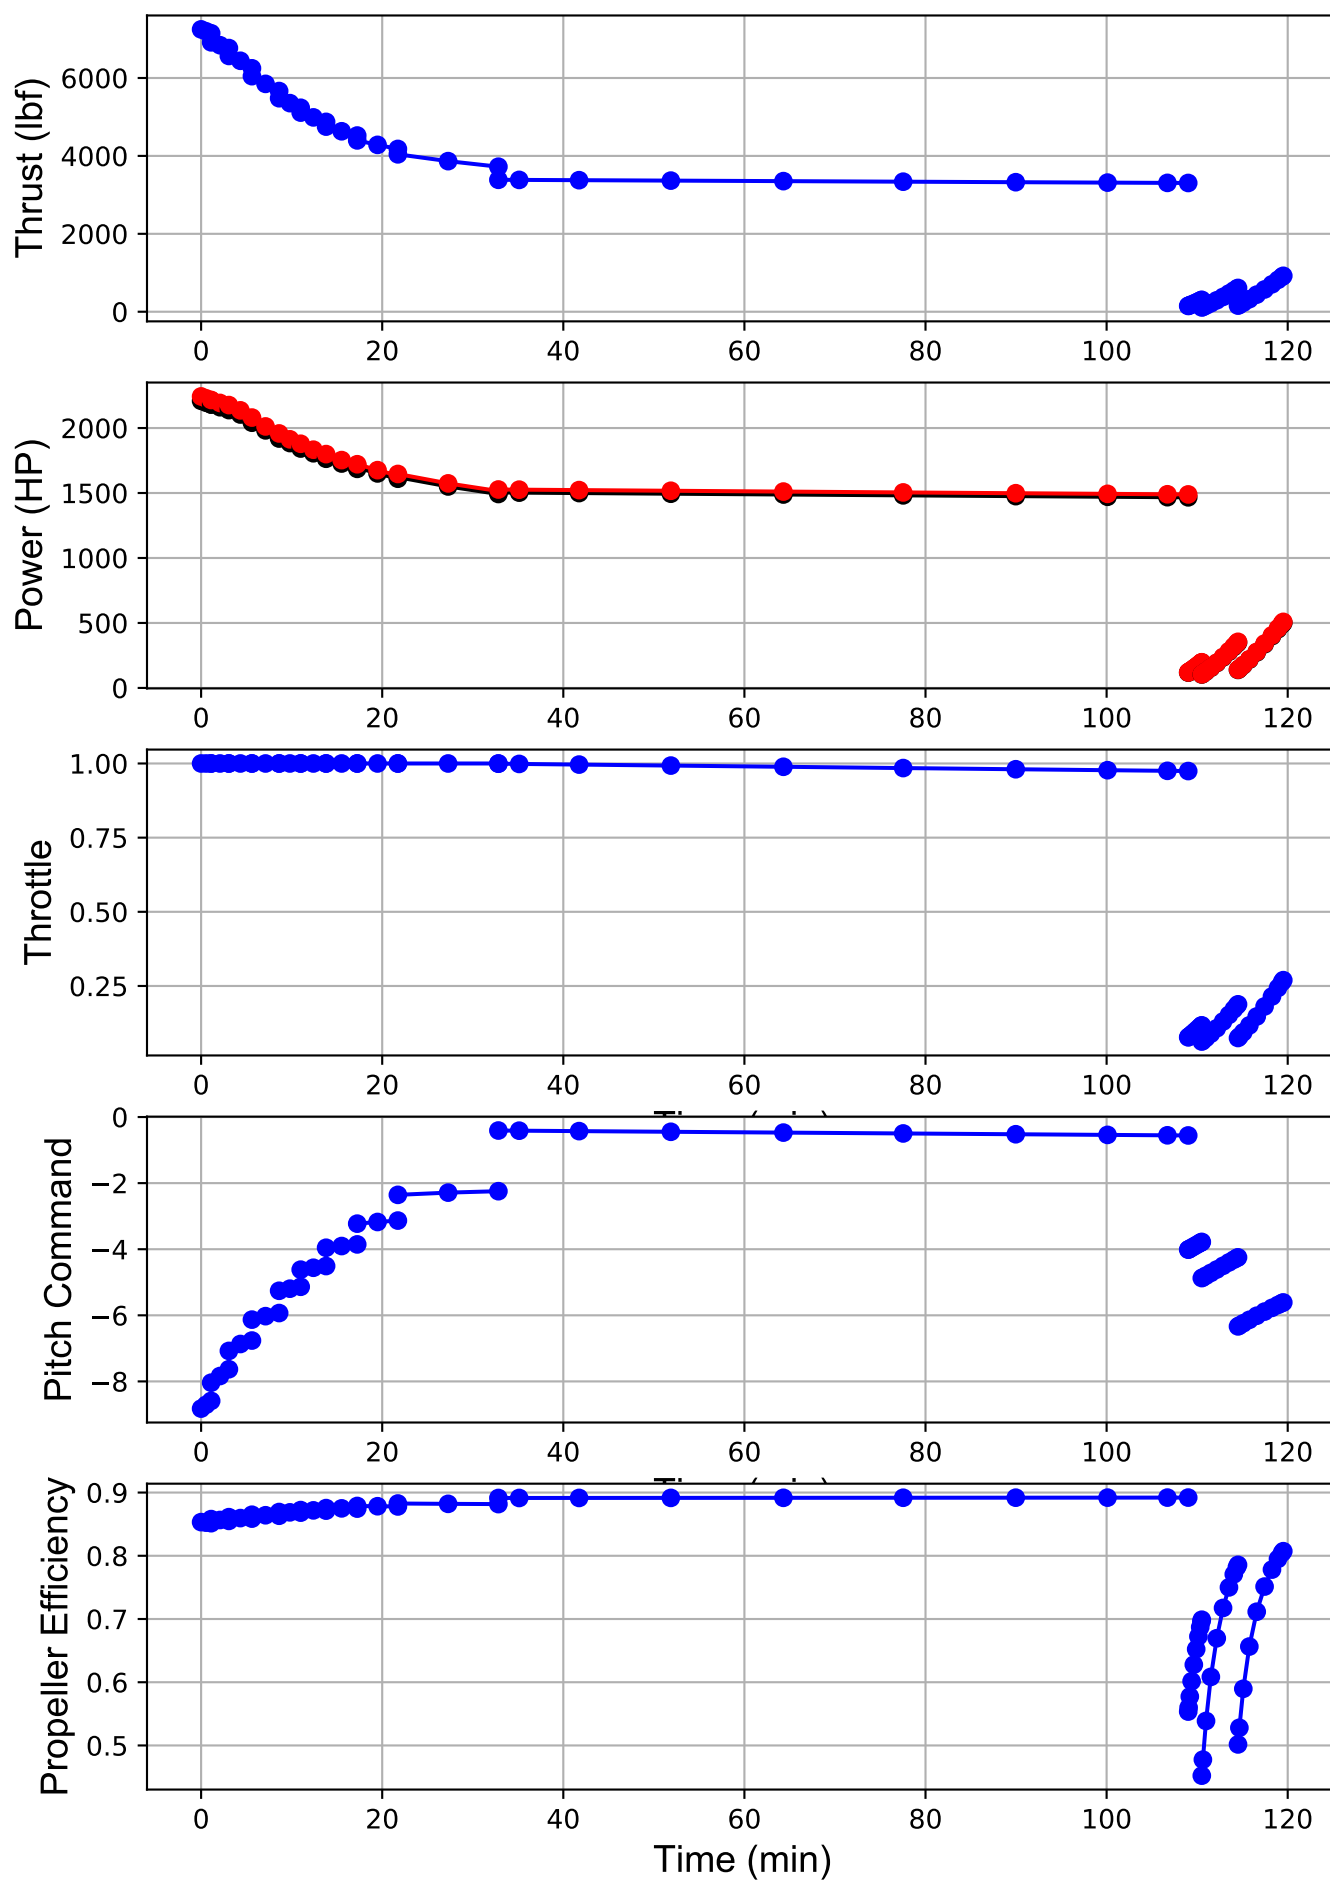 Thrust (lbf)
6000
4000
2000
0
0 20 40 60 80 100 120
Power (HP)
2000
1500
1000
500
0
0 20 40 60 80 100 120
Throttle
1.00
0.75
0.50
0.25
0 20 40 60 80 100 120
Pitch Command
0
−2
−4
−6
−8
0 20 40 60 80 100 120
Propeller Efficiency
0.9
0.8
0.7
0.6
0.5
0 20 40 60 80 100 120
Time (min)